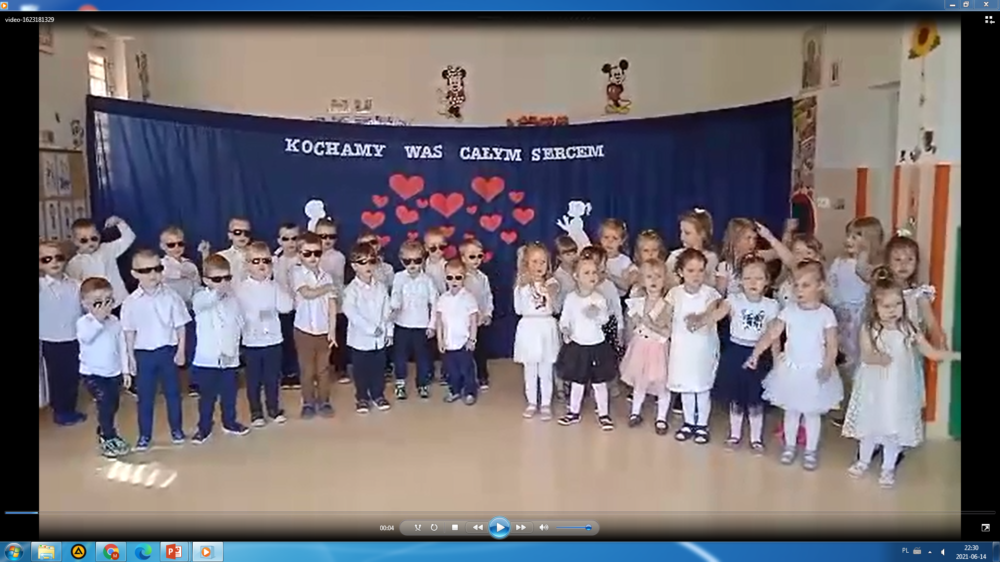 video-1623181329
KOCHAMY WAS CAŁYM SERCEM
00:04
PL
22:30
2021-06-14